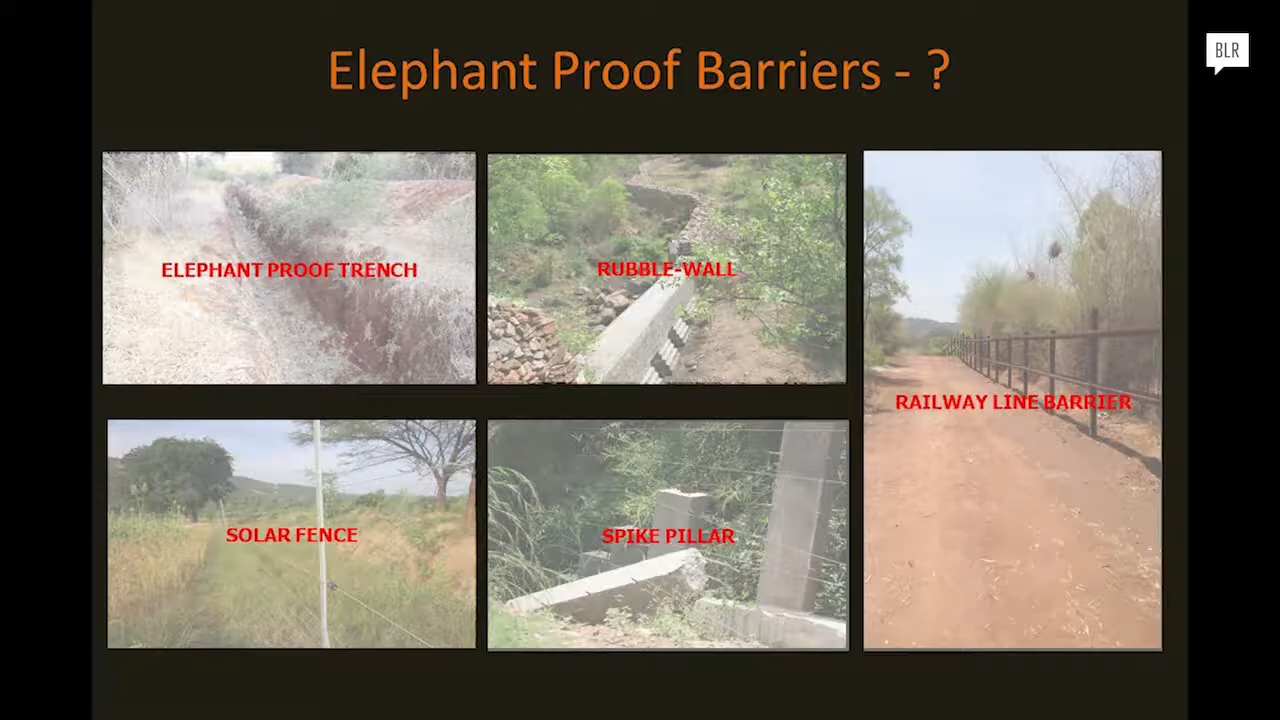 Elephant Proof Barriers - ?
BLR
ELEPHANT PROOF TRENCH
RUBBLE-WALL
RAILWAY LINE BARRIER
SOLAR FENCE
SPIKE PILLAR